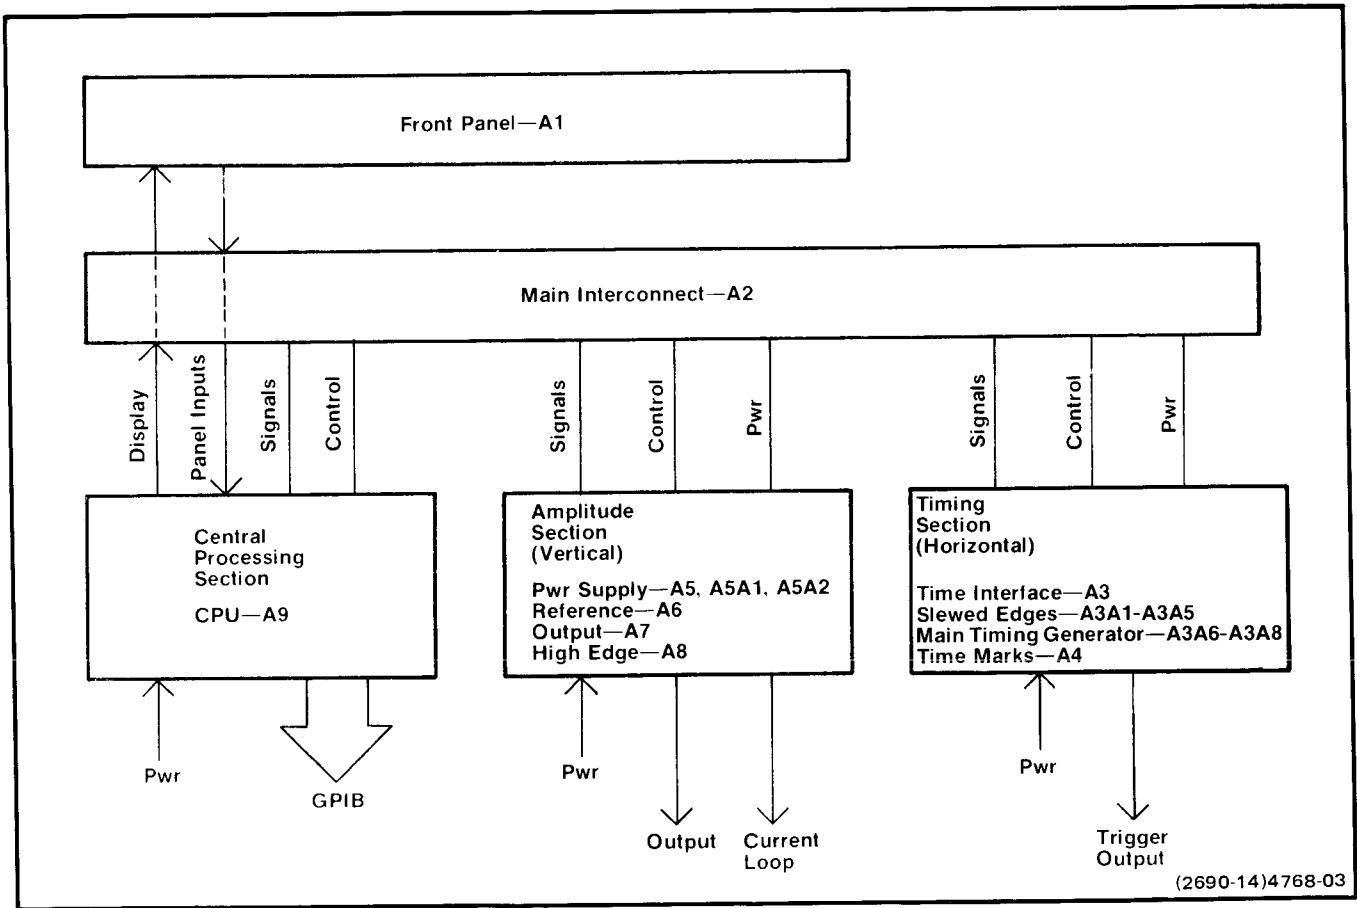 Front Panel—A1
Main Interconnect—A2
Display
Panel Inputs
Signals
Control
Signals
Control
Pwr
Signals
Control
Pwr
Central
Processing
Section
CPU—A9
Amplitude
Section
(Vertical)
Pwr Supply—A5, A5A1, A5A2
Reference—A6
Output—A7
High Edge—A8
Timing
Section
(Horizontal)
Time Interface—A3
Slewed Edges—A3A1-A3A5
Main Timing Generator—A3A6-A3A8
Time Marks—A4
Pwr
GPIB
Pwr
Output
Current
Loop
Pwr
Trigger
Output
(2690-14)4768-03